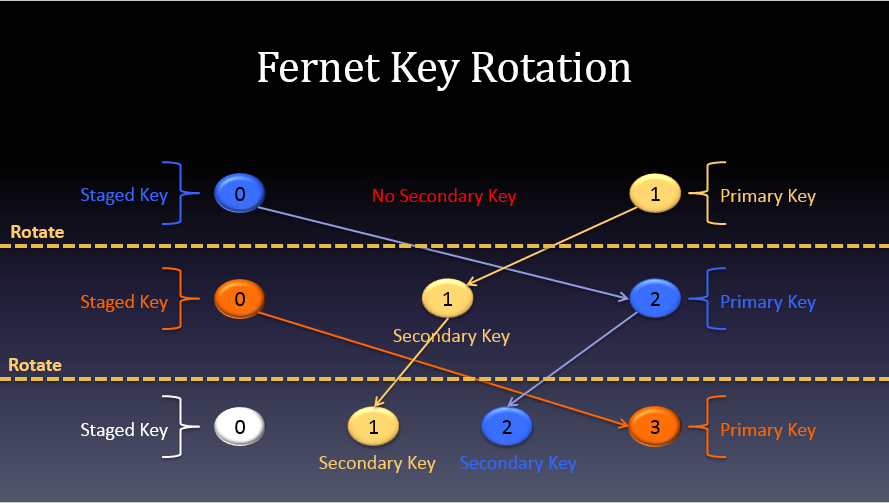 Fernet Key Rotation
Staged Key 0 No Secondary Key 1 Primary Key
Rotate
Staged Key 0 1 2 Primary Key
Secondary Key
Rotate
Staged Key 0 1 2 3 Primary Key
Secondary Key Secondary Key